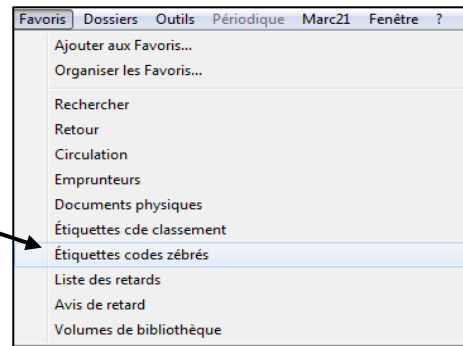 Favoris Dossiers Outils Périodique Marc21 Fenêtre ?
Ajouter aux Favoris...
Organiser les Favoris...
Rechercher
Retour
Circulation
Emprunteurs
Documents physiques
Étiquettes cde classement
Étiquettes codes zébrés
Liste des retards
Avis de retard
Volumes de bibliothèque